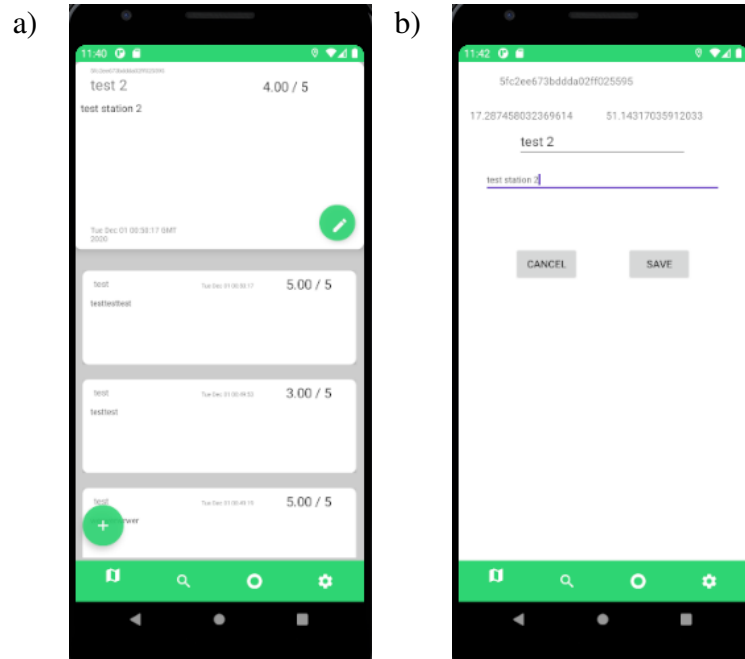 a)
11:40
test 2
4.00 / 5
test station 2
Tue Dec 01 00:38:17 GMT
2020
test
5.00 / 5
testtesttest
test
3.00 / 5
testtest
test
5.00 / 5
b)
11:42
5fc2ee673bddda02ff025595
17.287458032369614
51.14317035912033
test 2
test station 2
CANCEL
SAVE